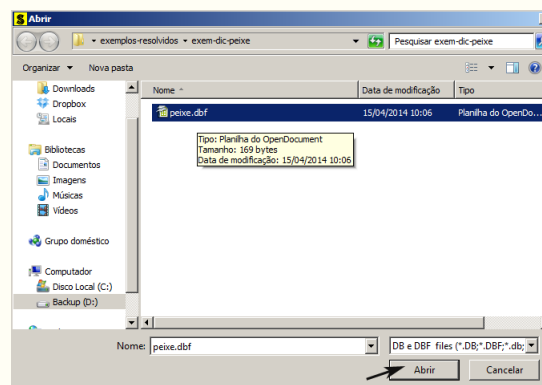 Abrir
exemplos-resolvidos exem-dic-peixe
Pesquisar exem-dic-peixe
Organizar Nova pasta
Downloads
Dropbox
Locais
Bibliotecas
Documentos
Imagens
Músicas
Vídeos
Grupo doméstico
Computador
Disco Local (C:)
Backup (D:)
Nome Data de modificação Tipo
peixe.dbf 15/04/2014 10:06 Planilha do OpenDo...
Tipo: Planilha do OpenDocument
Tamanho: 169 bytes
Data de modificação: 15/04/2014 10:06
Nome: peixe.dbf DB e DBF files (*.DB;*.DBF;*.db;
Abrir Cancelar